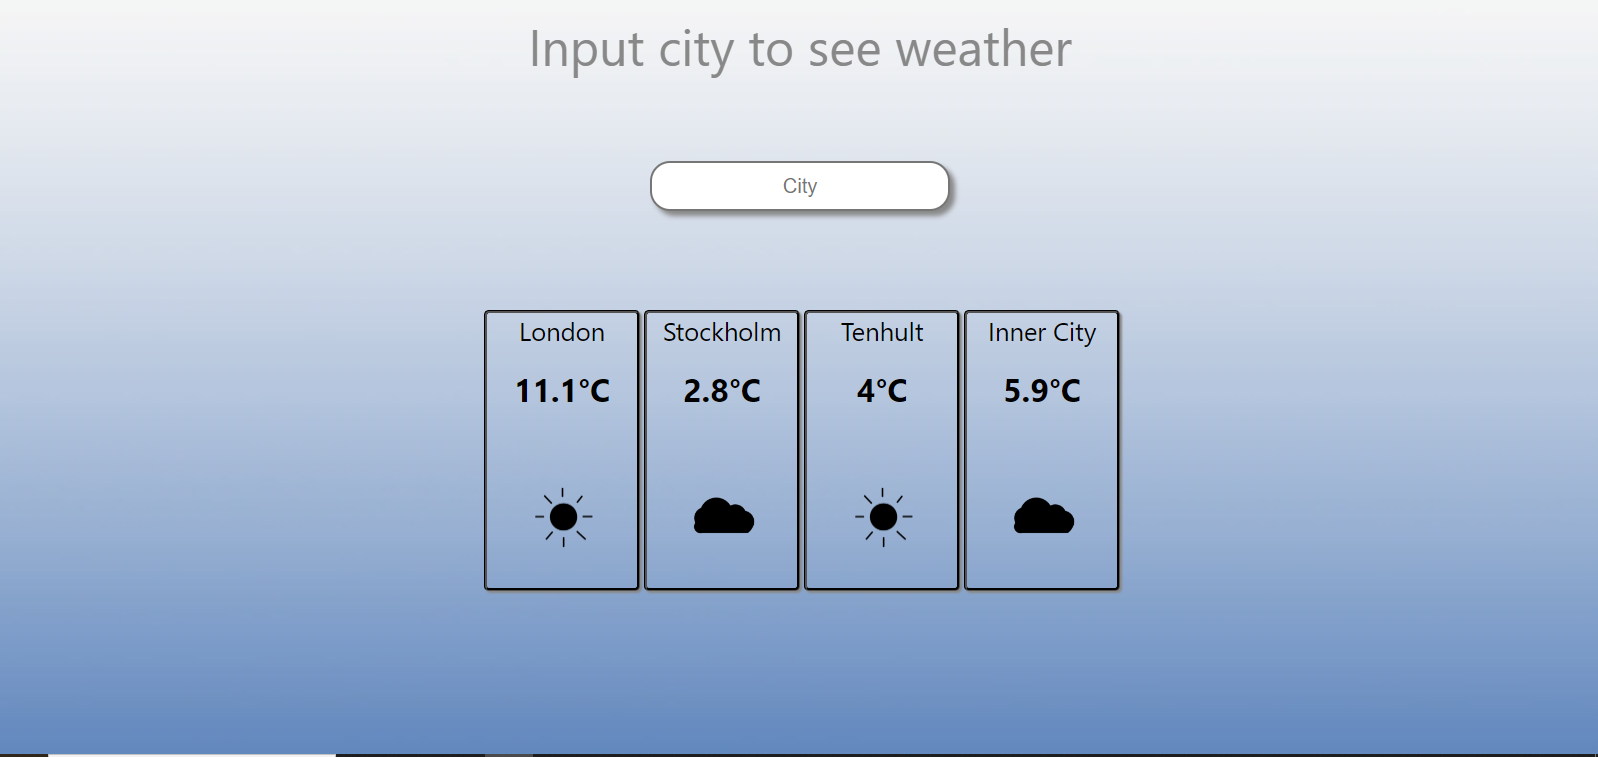 Input city to see weather
City
London
11.1°C
Stockholm
2.8°C
Tenhult
4°C
Inner City
5.9°C